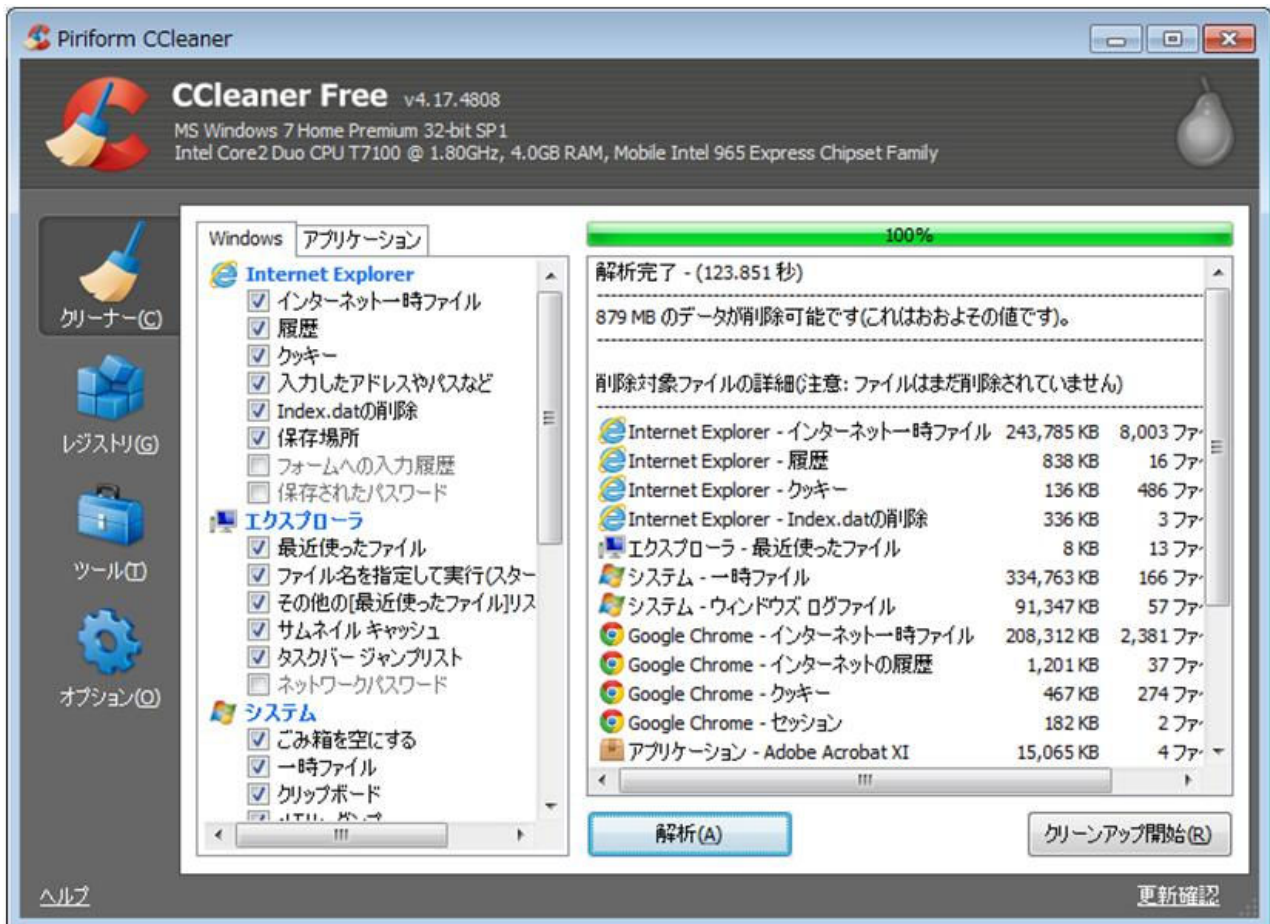 Piriform CCleaner
CCleaner Free v4.17.4808
MS Windows 7 Home Premium 32-bit SP1
Intel Core2 Duo CPU T7100 @ 1.80GHz, 4.0GB RAM, Mobile Intel 965 Express Chipset Family
クリーナー(C)
レジストリ(G)
ツール(T)
オプション(O)
Windows アプリケーション
Internet Explorer
インターネット一時ファイル
履歴
クッキー
入力したアドレスやパスなど
Index.datの削除
保存場所
フォームへの入力履歴
保存されたパスワード
エクスプローラ
最近使ったファイル
ファイル名を指定して実行(スター
その他の[最近使ったファイル]リス
サムネイル キャッシュ
タスクバー ジャンプリスト
ネットワークパスワード
システム
ごみ箱を空にする
一時ファイル
クリップボード
100%
解析完了 - (123.851 秒)
879 MB のデータが削除可能です(これはおおよその値です)。
削除対象ファイルの詳細(注意: ファイルはまだ削除されていません)
Internet Explorer - インターネット一時ファイル 243,785 KB 8,003 ファ
Internet Explorer - 履歴 838 KB 16 ファ
Internet Explorer - クッキー 136 KB 486 ファ
Internet Explorer - Index.datの削除 336 KB 3 ファ
エクスプローラ - 最近使ったファイル 8 KB 13 ファ
システム - 一時ファイル 334,763 KB 166 ファ
システム - ウィンドウズ ログファイル 91,347 KB 57 ファ
Google Chrome - インターネット一時ファイル 208,312 KB 2,381 ファ
Google Chrome - インターネットの履歴 1,201 KB 37 ファ
Google Chrome - クッキー 467 KB 274 ファ
Google Chrome - セッション 182 KB 2 ファ
アプリケーション - Adobe Acrobat XI 15,065 KB 4 ファ
解析(A)
クリーンアップ開始(R)
ヘルプ
更新確認